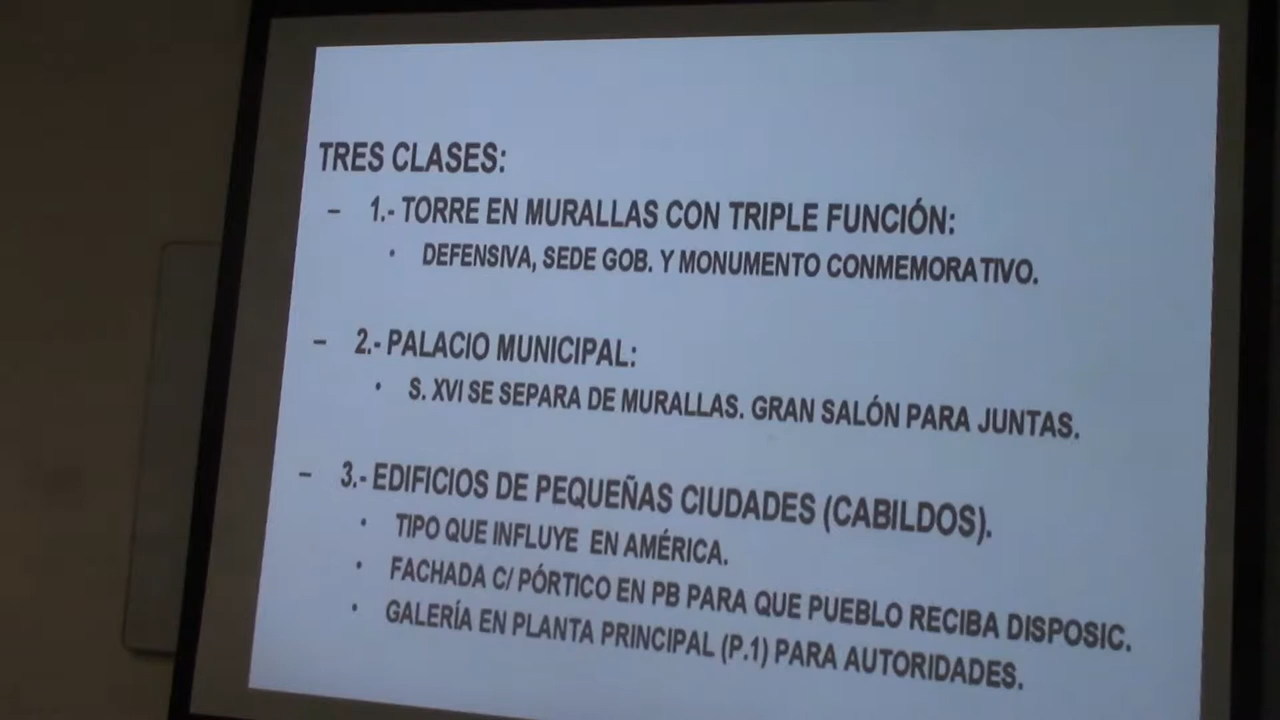 TRES CLASES:
– 1.- TORRE EN MURALLAS CON TRIPLE FUNCIÓN:
• DEFENSIVA, SEDE GOB. Y MONUMENTO CONMEMORATIVO.
– 2.- PALACIO MUNICIPAL:
• S. XVI SE SEPARA DE MURALLAS. GRAN SALÓN PARA JUNTAS.
– 3.- EDIFICIOS DE PEQUEÑAS CIUDADES (CABILDOS).
• TIPO QUE INFLUYE EN AMÉRICA.
• FACHADA C/ PÓRTICO EN PB PARA QUE PUEBLO RECIBA DISPOSIC.
• GALERÍA EN PLANTA PRINCIPAL (P.1) PARA AUTORIDADES.